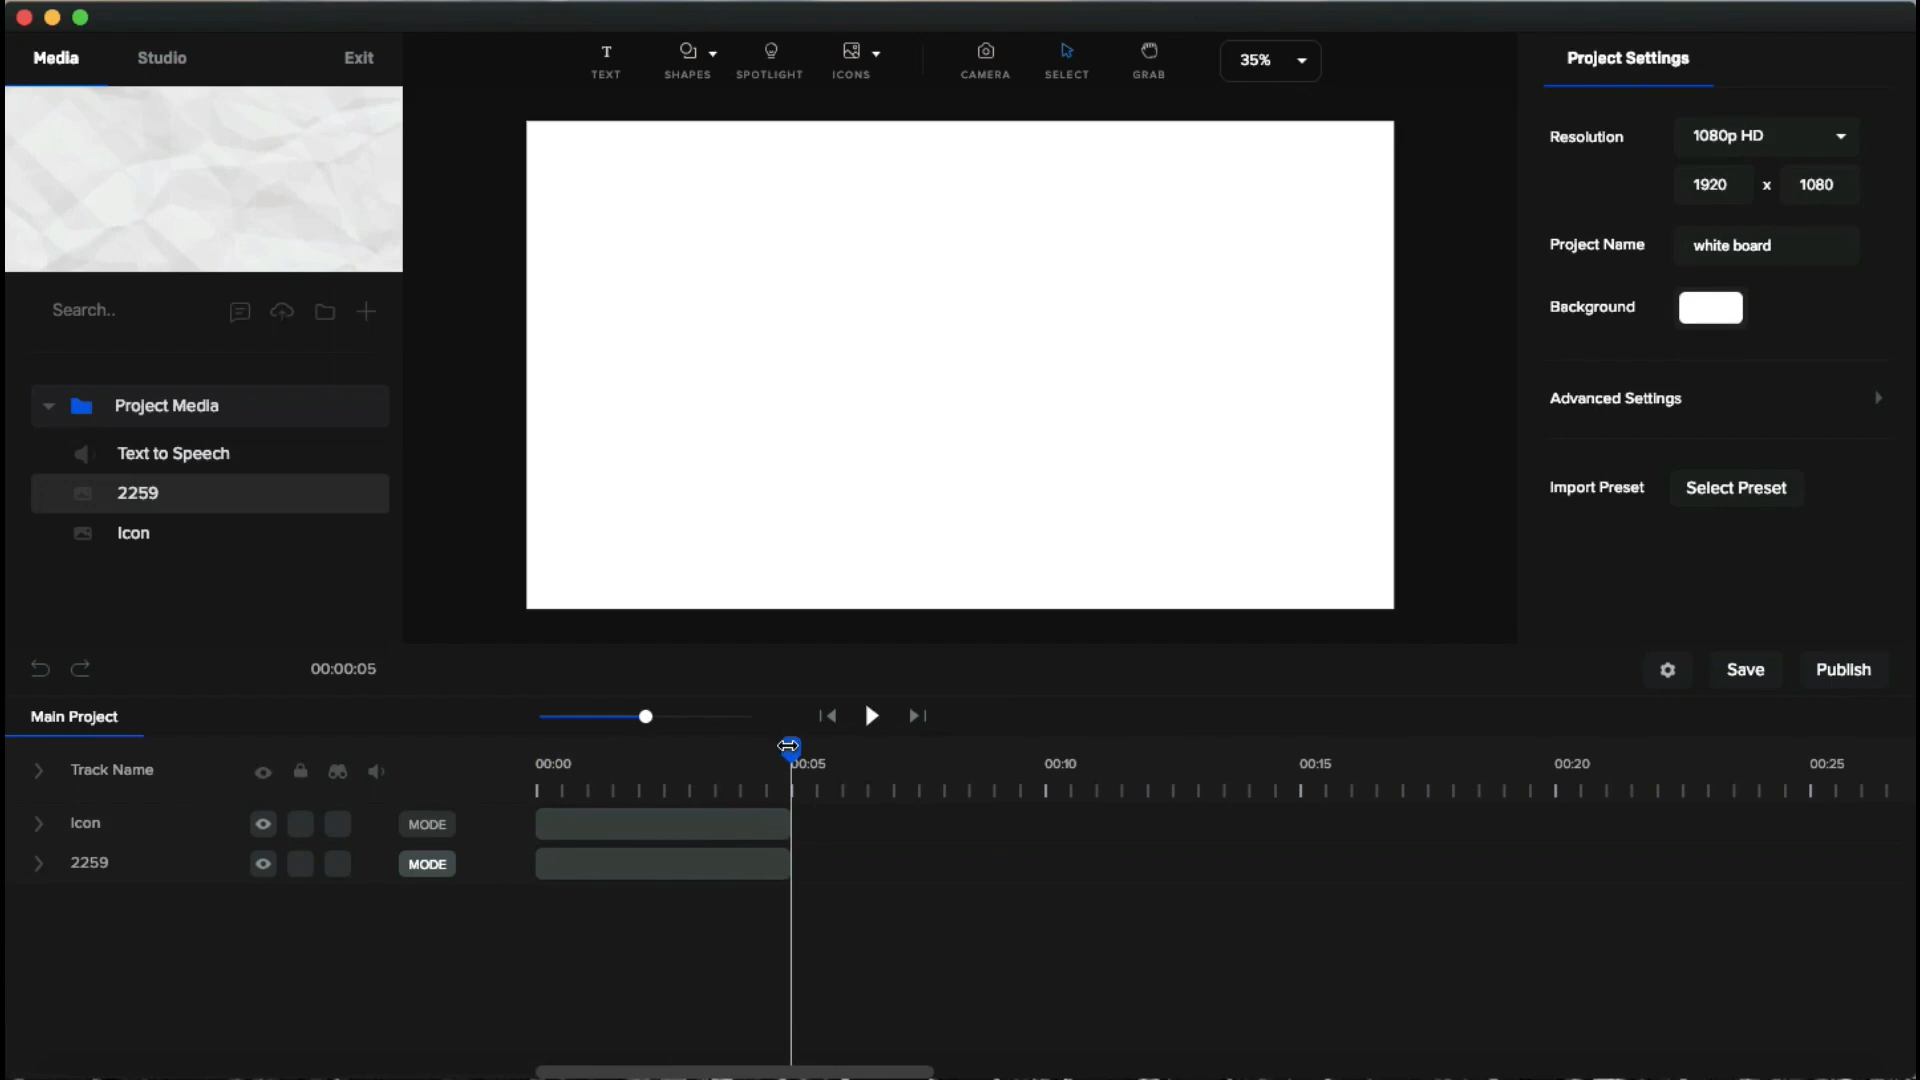 Media Studio Exit
T
TEXT SHAPES SPOTLIGHT ICONS CAMERA SELECT GRAB
35%
Project Settings
Resolution 1080p HD
1920 x 1080
Project Name white board
Background
Advanced Settings
Import Preset Select Preset
Search..
Project Media
Text to Speech
2259
Icon
00:00:05
Save Publish
Main Project
Track Name
00:00 00:05 00:10 00:15 00:20 00:25
Icon MODE
2259 MODE